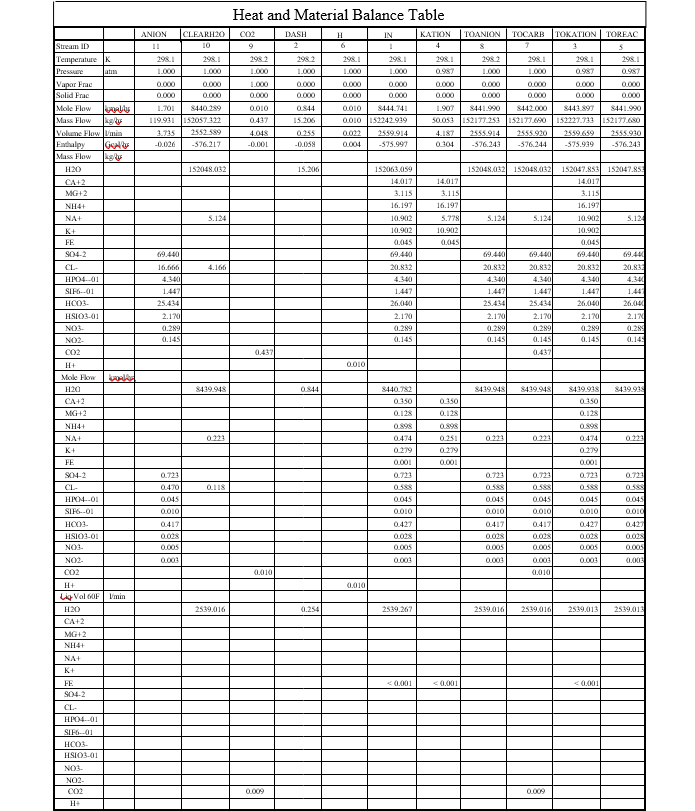 Heat and Material Balance Table
ANION CLEARH2O CO2 DASH H IN KATION TOANION TOCARB TOKATION TOREAC
Stream ID 11 10 9 2 6 1 4 8 7 3 5
Temperature K 298.1 298.1 298.2 298.2 298.1 298.1 298.1 298.2 298.2 298.1 298.1
Pressure atm 1.000 1.000 1.000 1.000 1.000 1.000 0.987 1.000 1.000 0.987 0.987
Vapor Frac 0.000 0.000 1.000 0.000 0.000 0.000 0.000 0.000 0.000 0.000 0.000
Solid Frac 0.000 0.000 0.000 0.000 0.000 0.000 0.000 0.000 0.000 0.000 0.000
Mole Flow kmol/hr 1.701 8440.289 0.010 0.844 0.010 8444.741 1.907 8441.990 8442.000 8443.897 8441.990
Mass Flow kg/hr 119.931 152057.322 0.437 15.206 0.010 152242.939 50.053 152177.253 152177.690 152227.733 152177.680
Volume Flow l/min 3.735 2552.589 4.048 0.255 0.022 2559.914 4.187 2555.914 2555.920 2559.659 2555.930
Enthalpy Gcal/hr -0.026 -576.217 -0.001 -0.058 0.004 -575.997 0.304 -576.243 -576.244 -575.939 -576.243
Mass Flow kg/hr
H2O 152048.032 15.206 152063.059 152048.032 152048.032 152047.853 152047.853
CA+2 14.017 14.017 14.017
MG+2 3.115 3.115 3.115
NH4+ 16.197 16.197 16.197
NA+ 5.124 10.902 5.778 5.124 5.124 10.902 5.124
K+ 10.902 10.902 10.902
FE 0.045 0.045 0.045
SO4-2 69.440 69.440 69.440 69.440 69.440 69.440
CL- 16.666 4.166 20.832 20.832 20.832 20.832 20.832
HPO4--01 4.340 4.340 4.340 4.340 4.340 4.340
SIF6--01 1.447 1.447 1.447 1.447 1.447 1.447
HCO3- 25.434 26.040 25.434 25.434 26.040 26.040
HSIO3-01 2.170 2.170 2.170 2.170 2.170 2.170
NO3- 0.289 0.289 0.289 0.289 0.289 0.289
NO2- 0.145 0.145 0.145 0.145 0.145 0.145
CO2 0.437 0.437
H+ 0.010
Mole Flow kmol/hr
H2O 8439.948 0.844 8440.782 8439.948 8439.948 8439.938 8439.938
CA+2 0.350 0.350 0.350
MG+2 0.128 0.128 0.128
NH4+ 0.898 0.898 0.898
NA+ 0.223 0.474 0.251 0.223 0.223 0.474 0.223
K+ 0.279 0.279 0.279
FE 0.001 0.001 0.001
SO4-2 0.723 0.723 0.723 0.723 0.723 0.723
CL- 0.470 0.118 0.588 0.588 0.588 0.588 0.588
HPO4--01 0.045 0.045 0.045 0.045 0.045 0.045
SIF6--01 0.010 0.010 0.010 0.010 0.010 0.010
HCO3- 0.417 0.427 0.417 0.417 0.427 0.427
HSIO3-01 0.028 0.028 0.028 0.028 0.028 0.028
NO3- 0.005 0.005 0.005 0.005 0.005 0.005
NO2- 0.003 0.003 0.003 0.003 0.003 0.003
CO2 0.010 0.010
H+ 0.010
Liq Vol 60F l/min
H2O 2539.016 0.254 2539.267 2539.016 2539.016 2539.013 2539.013
CA+2
MG+2
NH4+
NA+
K+
FE < 0.001 < 0.001 < 0.001
SO4-2
CL-
HPO4--01
SIF6--01
HCO3-
HSIO3-01
NO3-
NO2-
CO2 0.009 0.009
H+